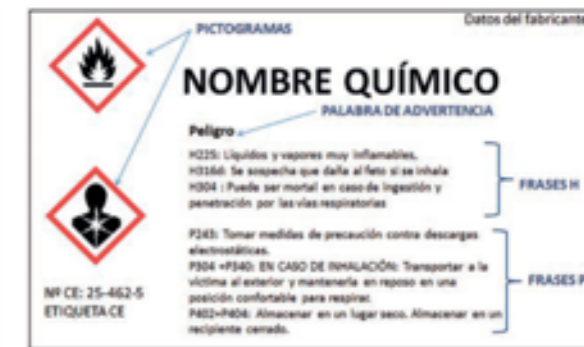 Datos del fabricante
PICTOGRAMAS
NOMBRE QUÍMICO
PALABRA DE ADVERTENCIA
Peligro
H225: Líquidos y vapores muy inflamables,
H316d: Se sospecha que daña al feto si se inhala
H304 : Puede ser mortal en caso de ingestión y
penetración por las vías respiratorias
FRASES H
P243: Tomar medidas de precaución contra descargas
electrostáticas.
P304 +P340: EN CASO DE INHALACIÓN: Transportar a la
víctima al exterior y mantenerla en reposo en una
posición confortable para respirar.
P402+P404: Almacenar en un lugar seco. Almacenar en un
recipiente cerrado.
FRASES P
Nº CE: 25-462-5
ETIQUETA CE